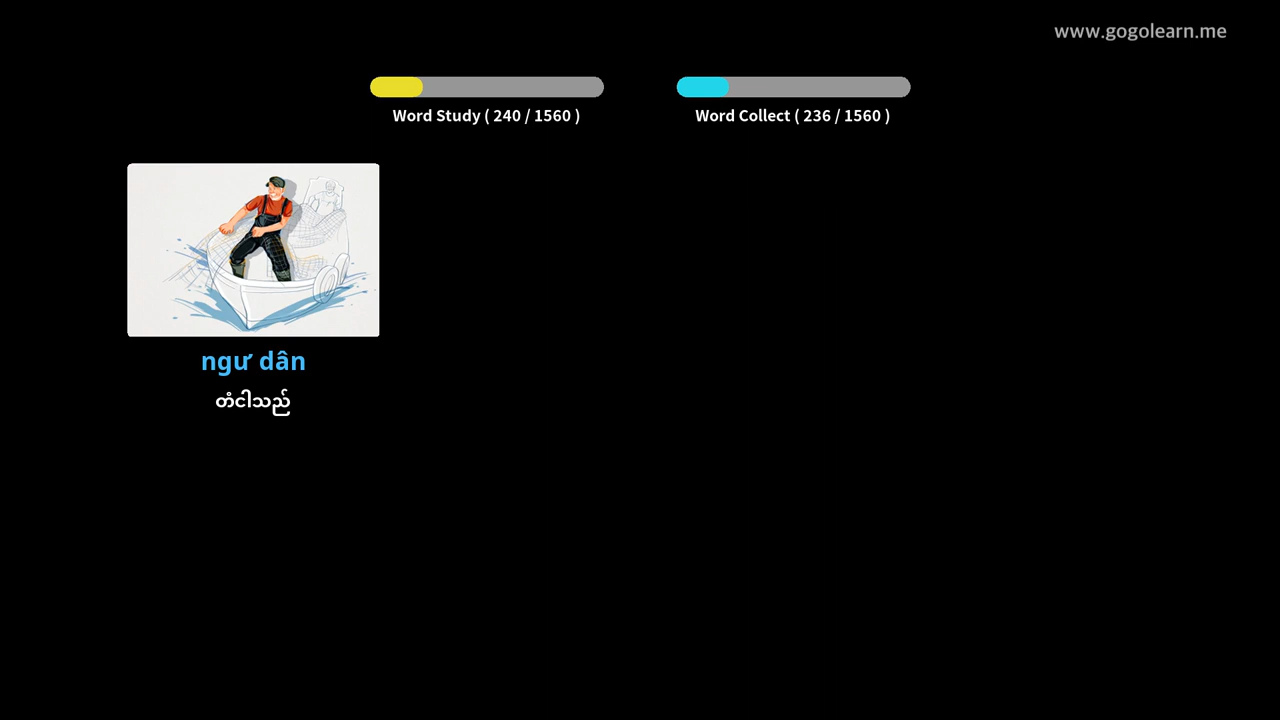 www.gogolearn.me
Word Study ( 240 / 1560 )
Word Collect ( 236 / 1560 )
ngư dân
တံငါသည်